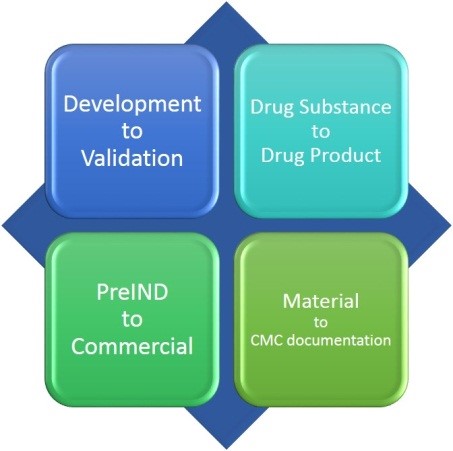 Development
to
Validation
Drug Substance
to
Drug Product
PreIND
to
Commercial
Material
to
CMC documentation